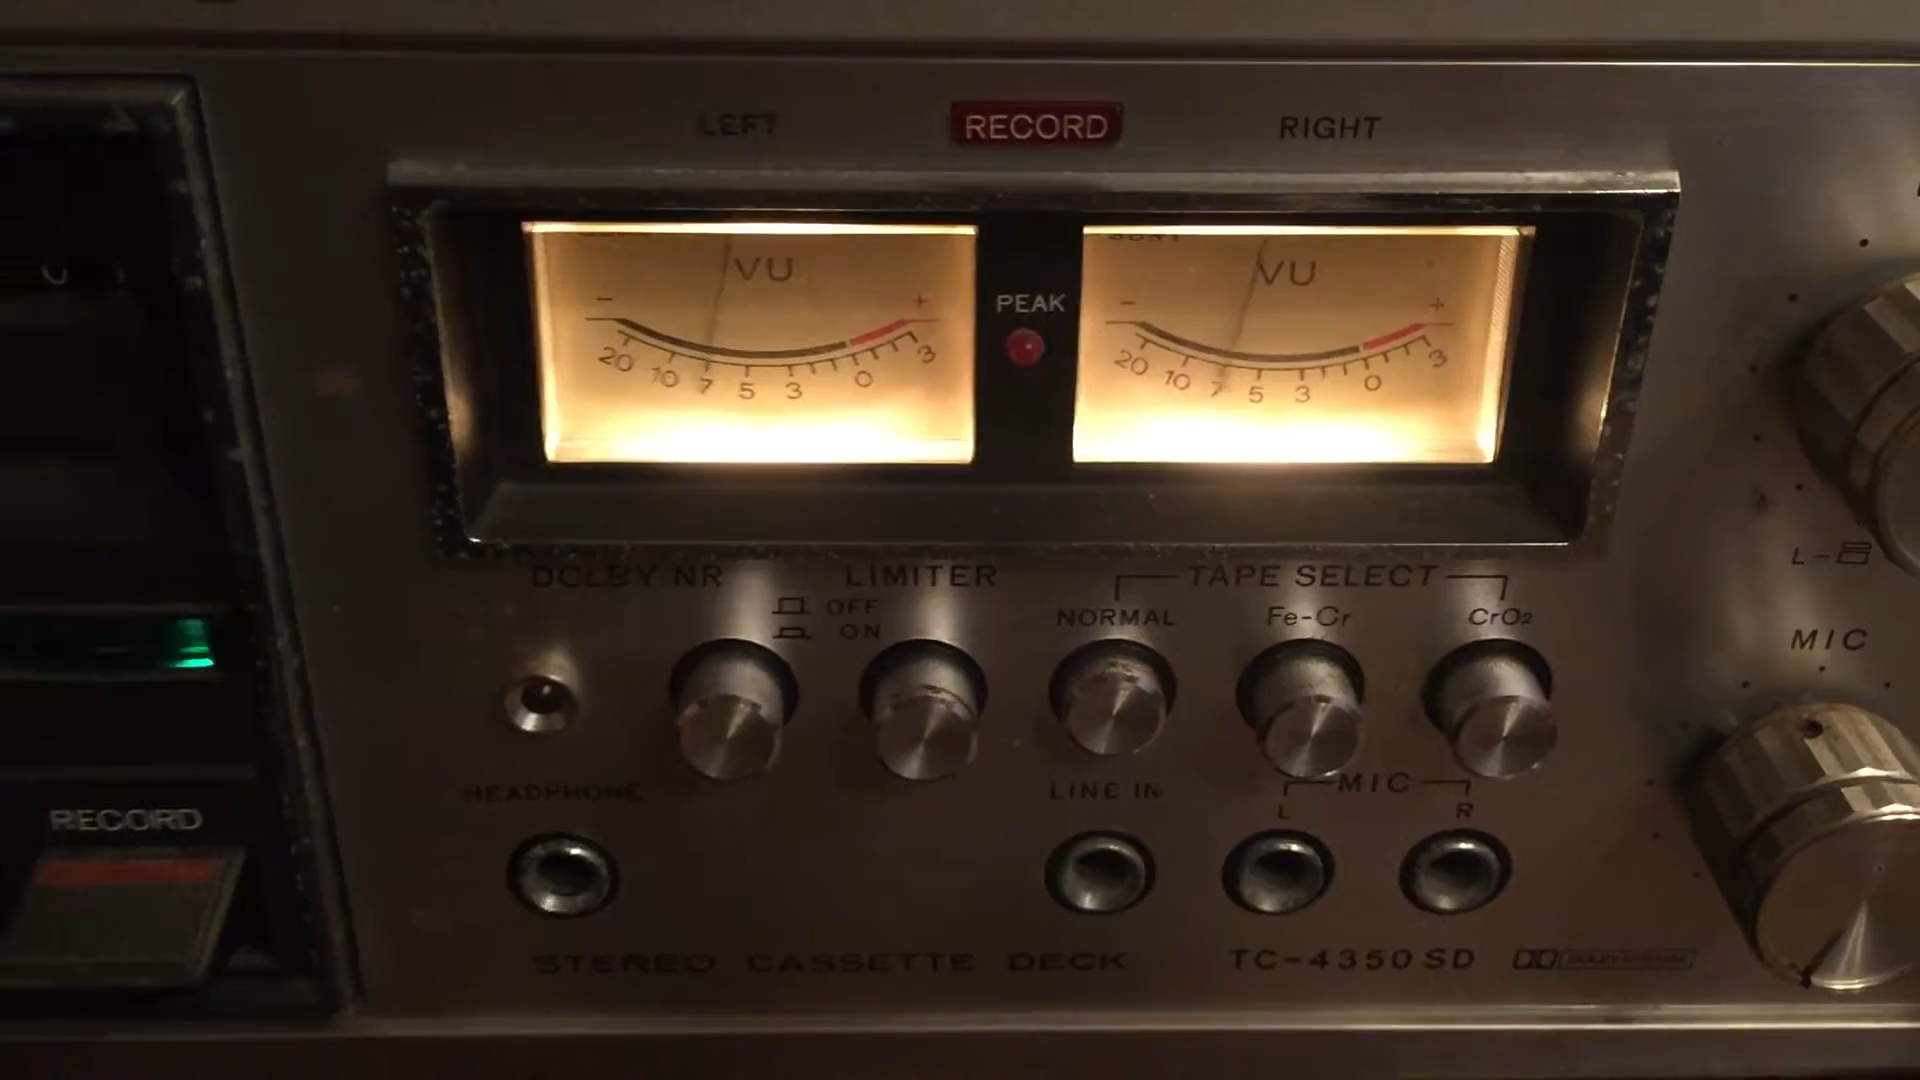 LEFT RECORD RIGHT
VU VU
PEAK
- + - +
20 10 7 5 3 0 3 20 10 7 5 3 0 3
DOLBY NR LIMITER TAPE SELECT
OFF
ON
NORMAL Fe-Cr CrO2
L-
MIC
HEADPHONE LINE IN MIC
L R
RECORD
STEREO CASSETTE DECK TC-4350SD